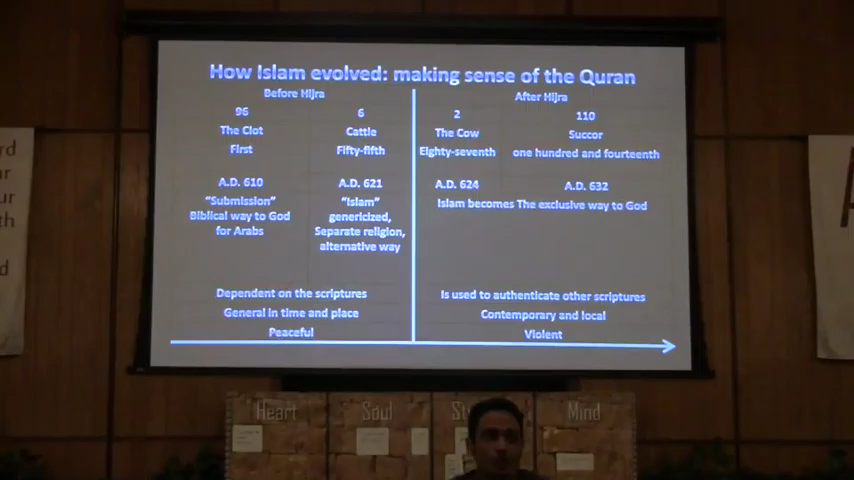 How Islam evolved: making sense of the Quran
Before Hijra
After Hijra
96
6
2
110
The Clot
Cattle
The Cow
Succor
First
Fifty-fifth
Eighty-seventh
one hundred and fourteenth
A.D. 610
A.D. 621
A.D. 624
A.D. 632
"Submission"
Biblical way to God
for Arabs
"Islam"
genericized,
Separate religion,
alternative way
Islam becomes The exclusive way to God
Dependent on the scriptures
General in time and place
Peaceful
Is used to authenticate other scriptures
Contemporary and local
Violent
Heart
Soul
Mind